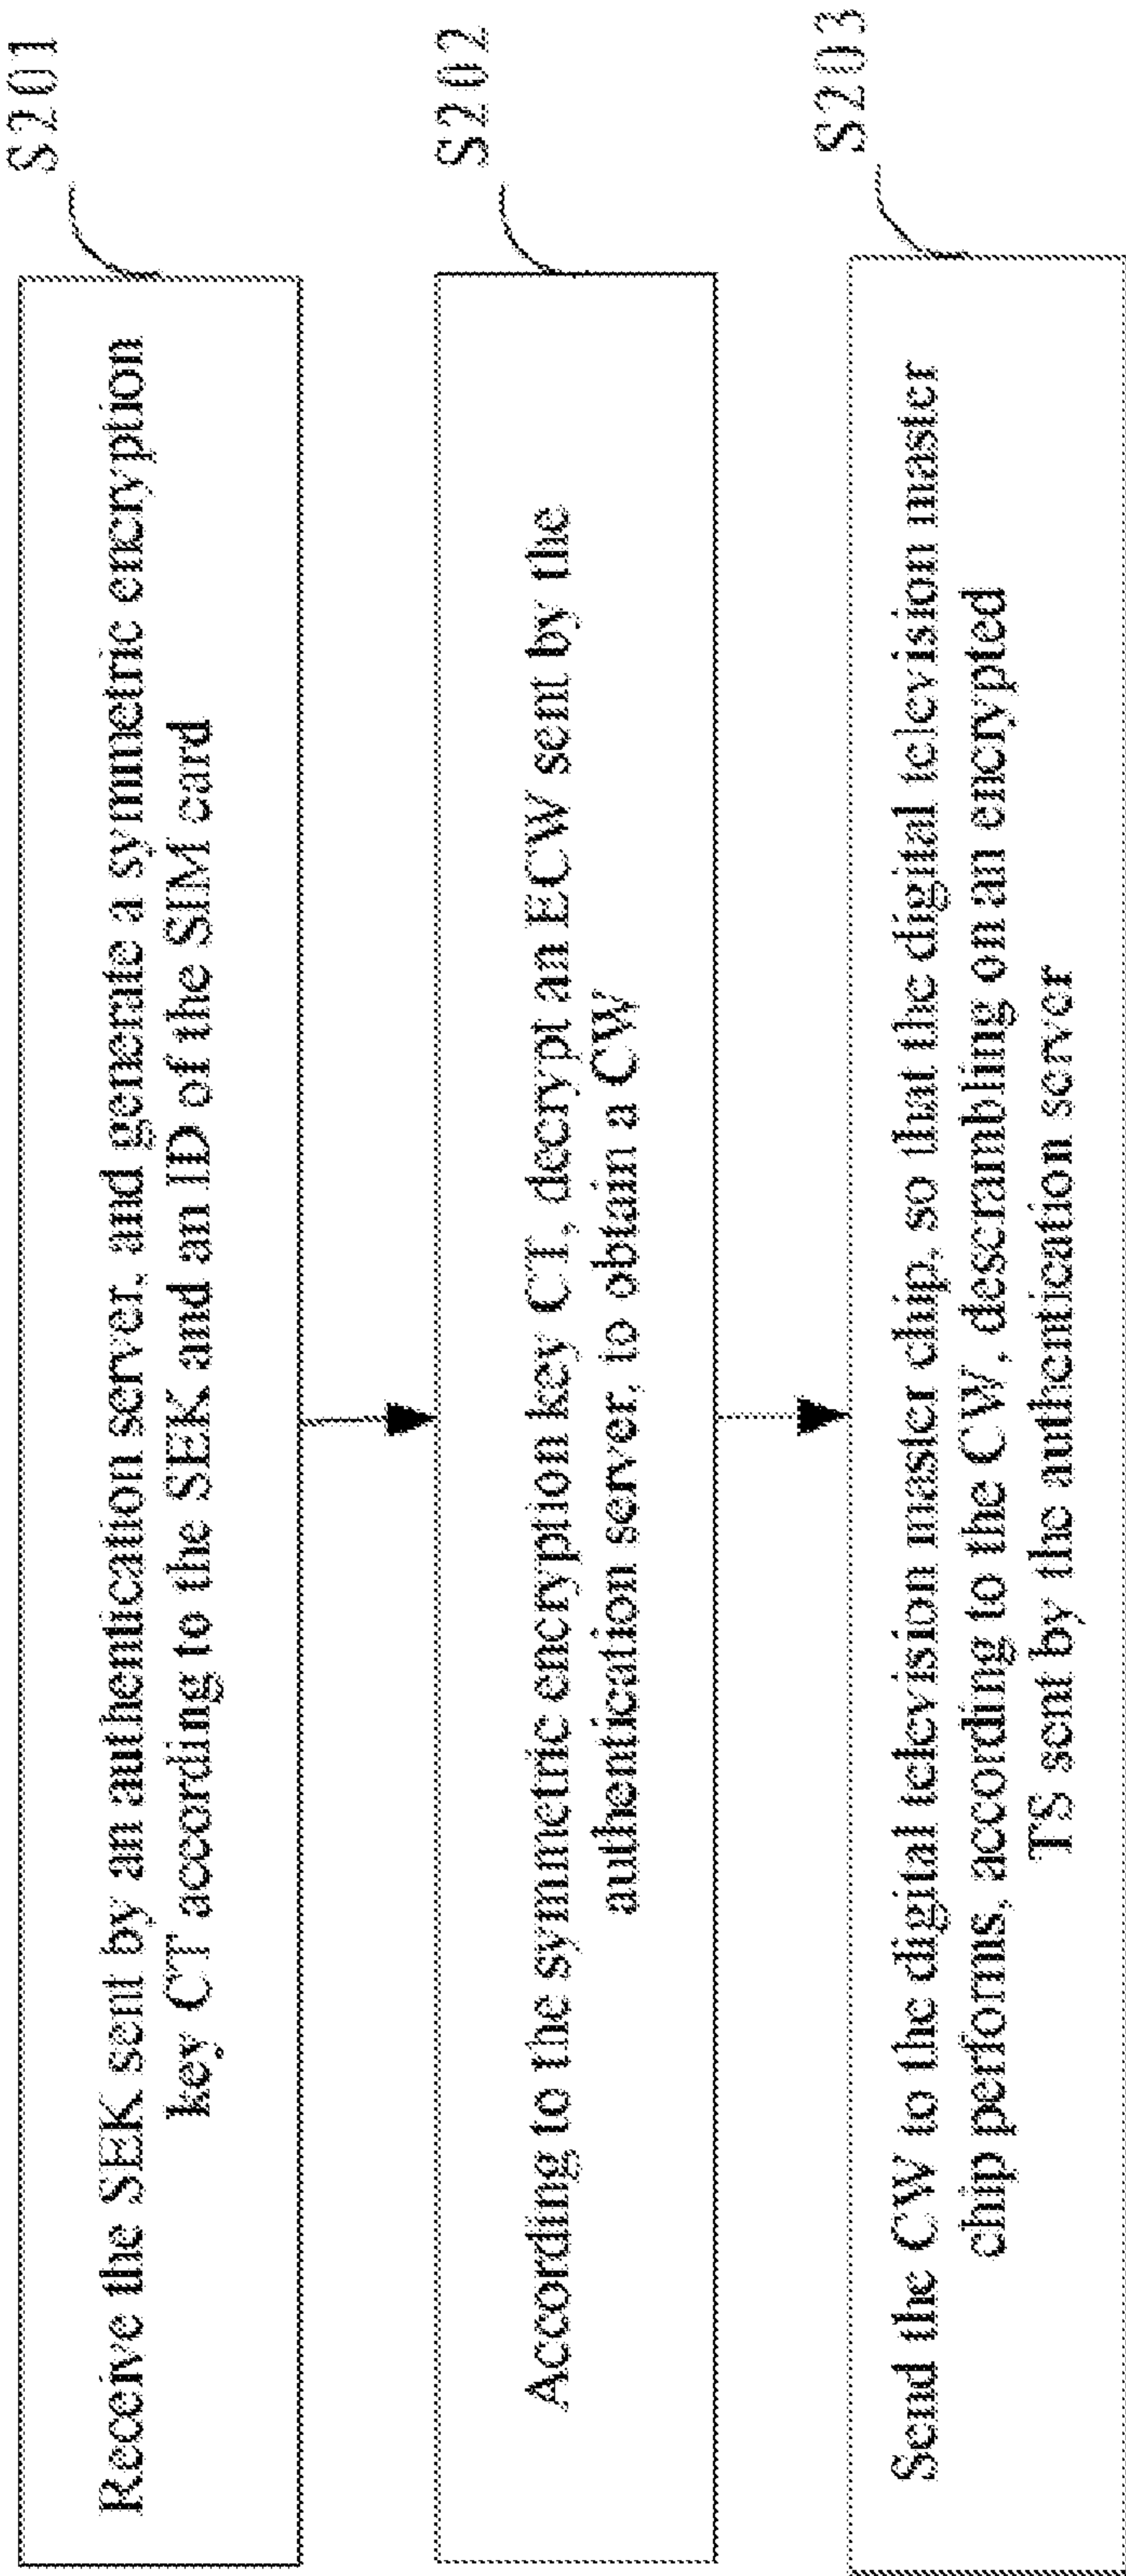 S201
Receive the SEK sent by an authentication server, and generate a symmetric encryption
key CT according to the SEK and an ID of the SIM card
S202
According to the symmetric encryption key CT, decrypt an ECW sent by the
authentication server, to obtain a CW
S203
Send the CW to the digital television master chip, so that the digital television master
chip performs, according to the CW, descrambling on an encrypted
TS sent by the authentication server